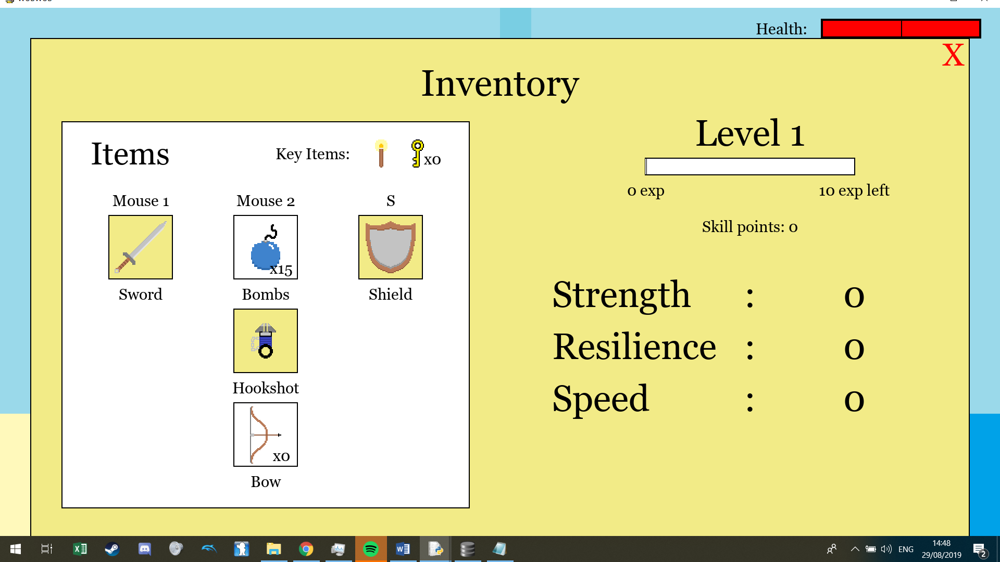 Health:
X
Inventory
Items
Key Items:
x0
Mouse 1
Mouse 2
S
x15
Sword
Bombs
Shield
Hookshot
x0
Bow
Level 1
0 exp
10 exp left
Skill points: 0
Strength : 0
Resilience : 0
Speed : 0
ENG
14:48
29/08/2019
2